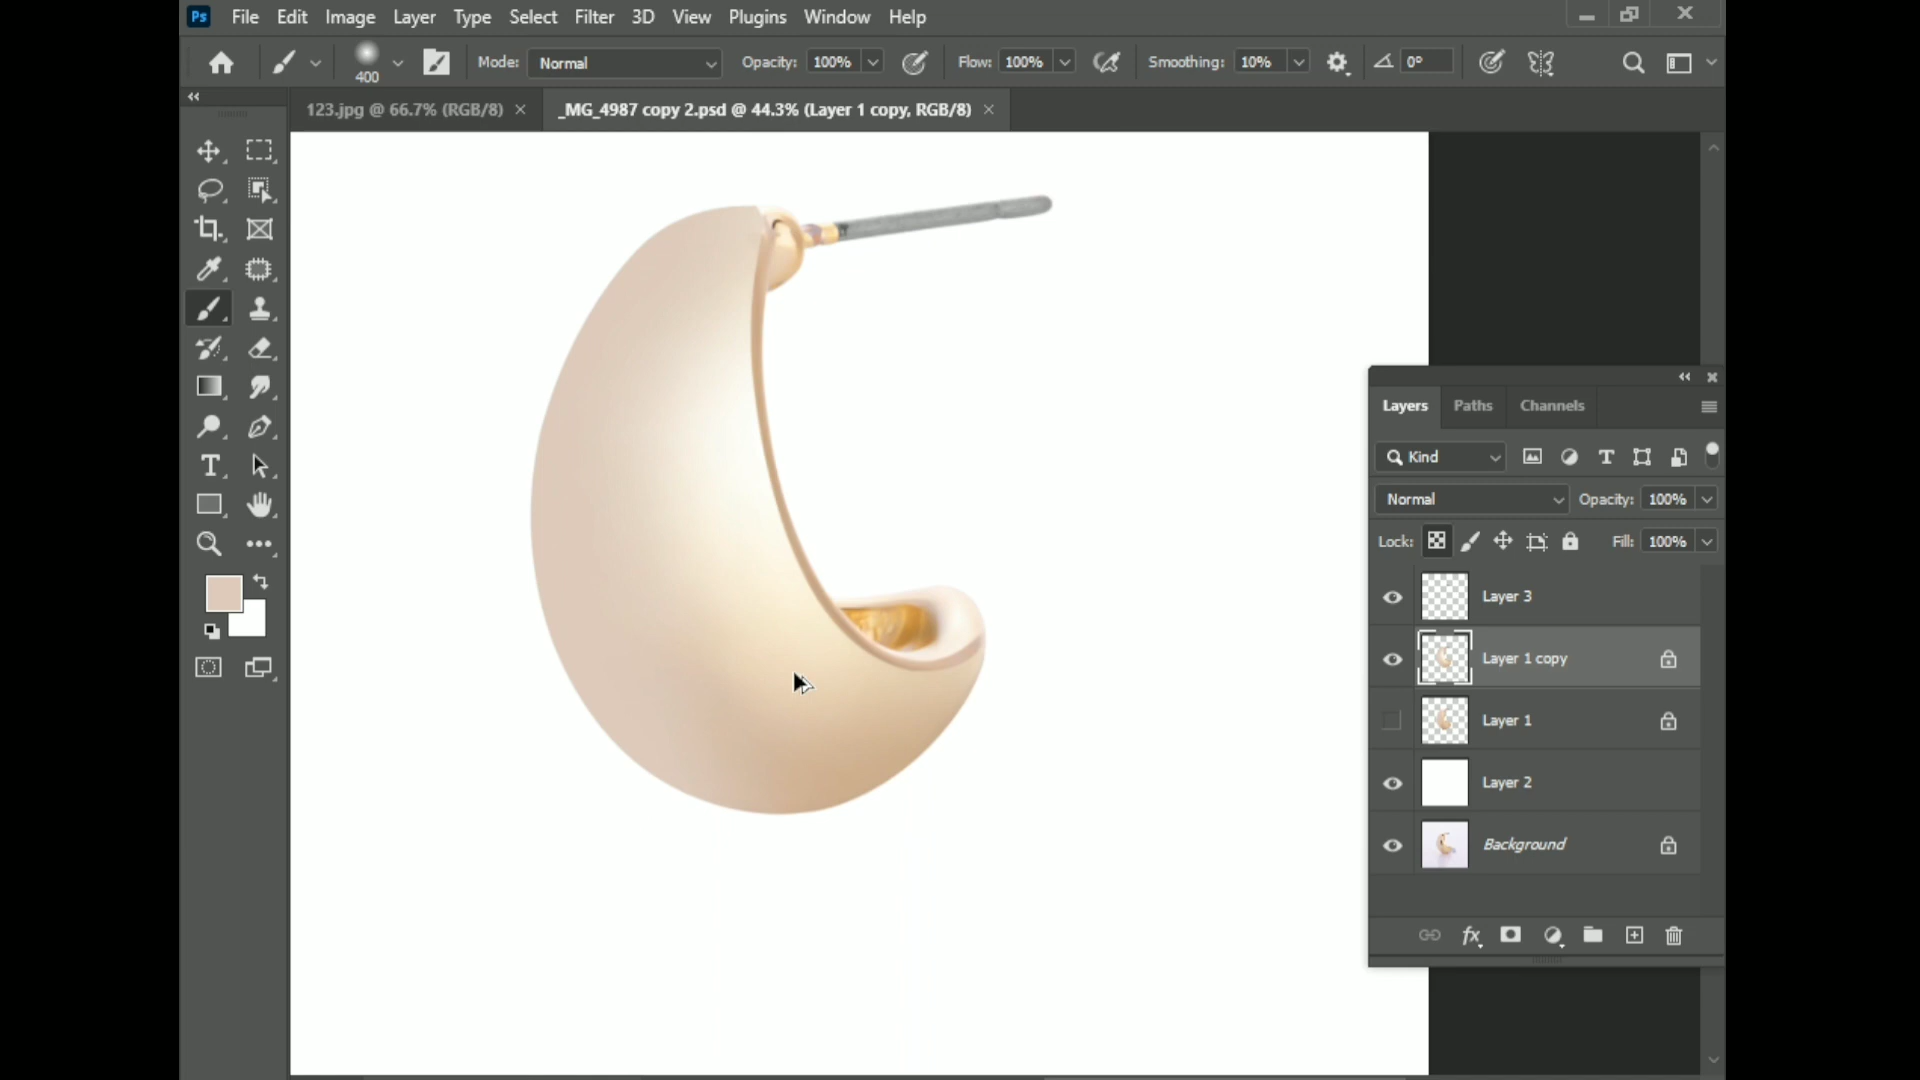 Ps File Edit Image Layer Type Select Filter 3D View Plugins Window Help
400 Mode: Normal Opacity: 100% Flow: 100% Smoothing: 10% 0°
123.jpg @ 66.7% (RGB/8) × _MG_4987 copy 2.psd @ 44.3% (Layer 1 copy, RGB/8) ×
Layers Paths Channels
Kind
Normal Opacity: 100%
Lock: Fill: 100%
Layer 3
Layer 1 copy
Layer 1
Layer 2
Background
fx